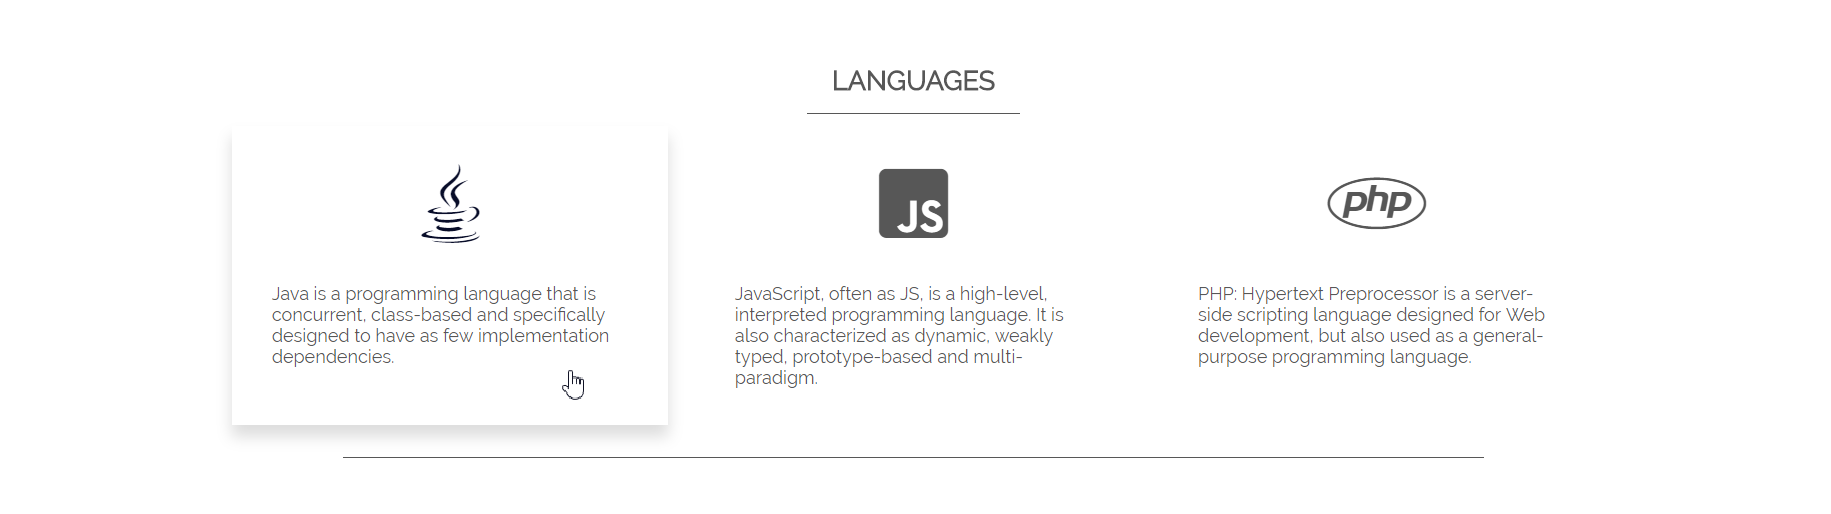 LANGUAGES
JS
php
Java is a programming language that is
concurrent, class-based and specifically
designed to have as few implementation
dependencies.
JavaScript, often as JS, is a high-level,
interpreted programming language. It is
also characterized as dynamic, weakly
typed, prototype-based and multi-
paradigm.
PHP: Hypertext Preprocessor is a server-
side scripting language designed for Web
development, but also used as a general-
purpose programming language.